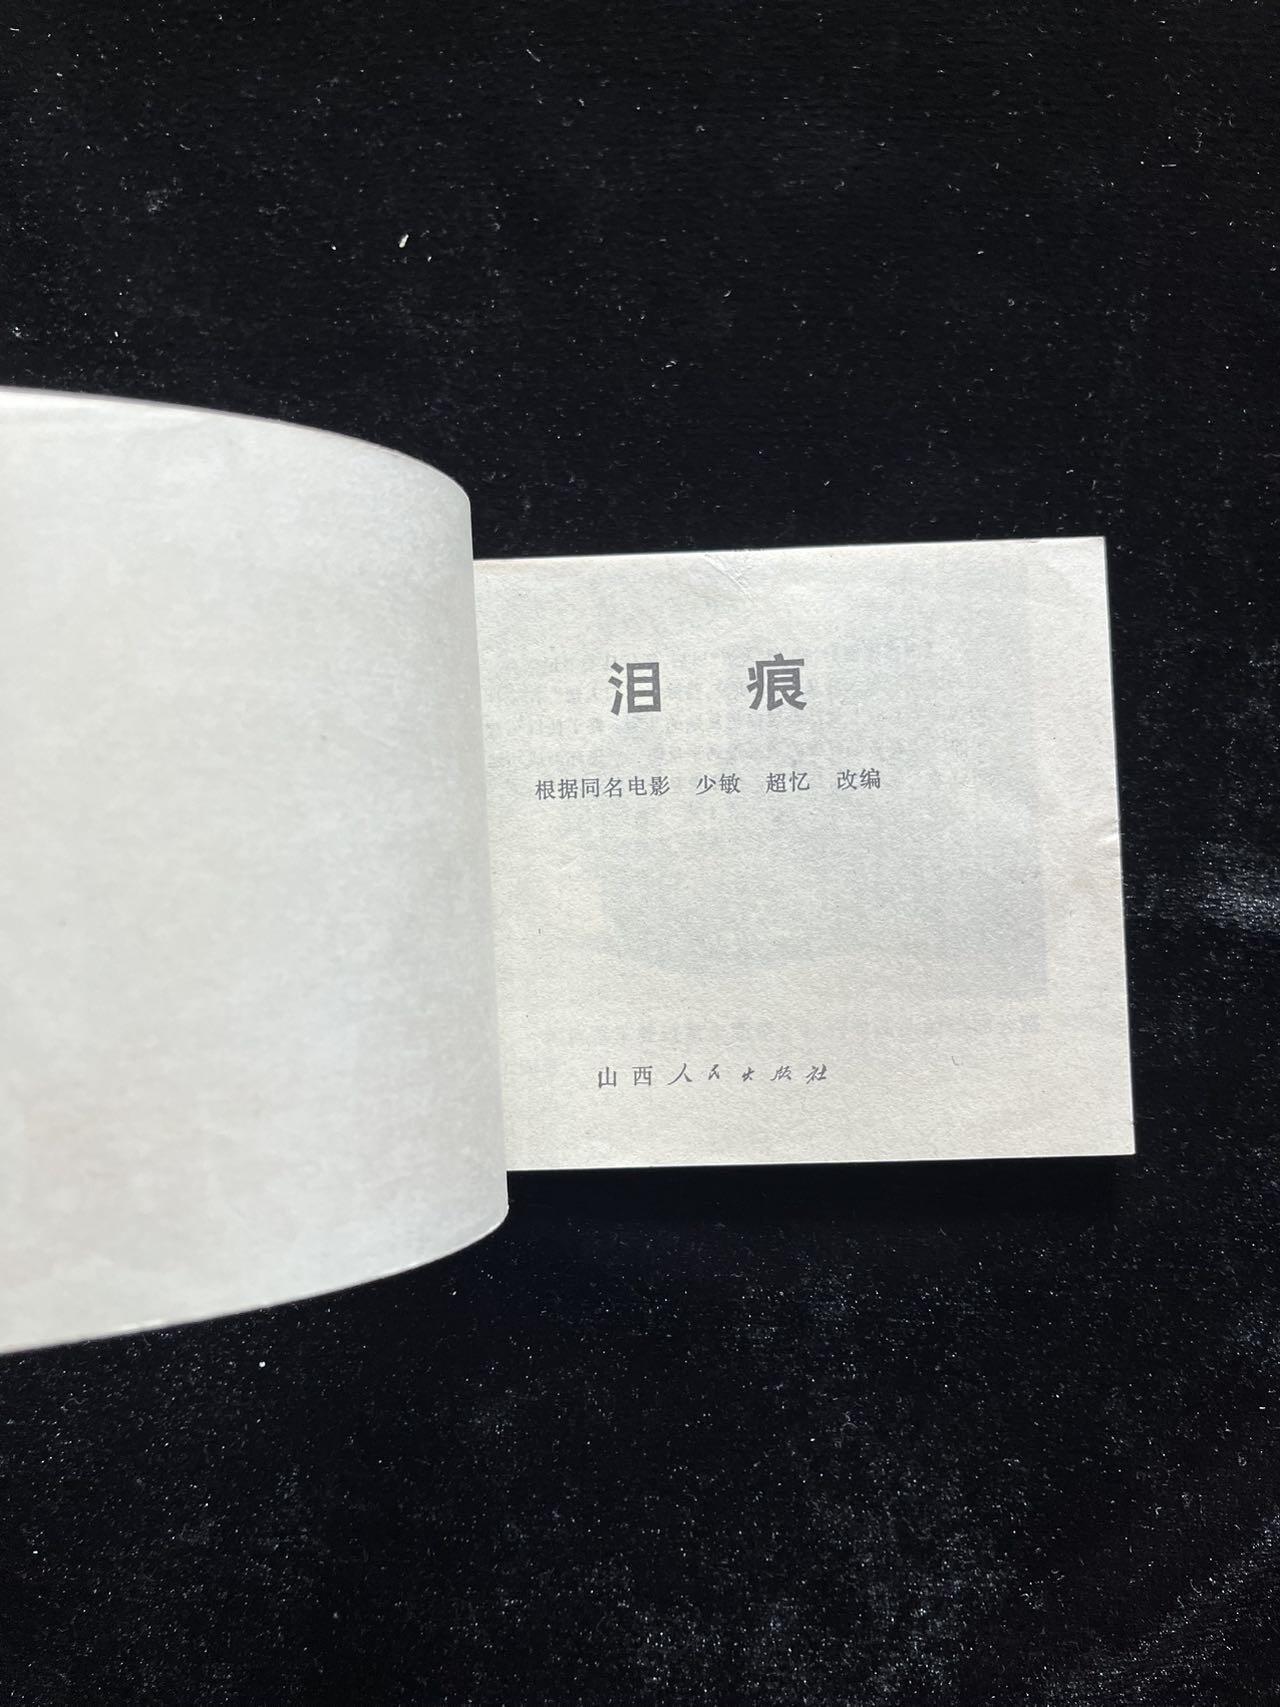 泪 痕
根据同名电影 少敏 超忆 改编
山西人民出版社